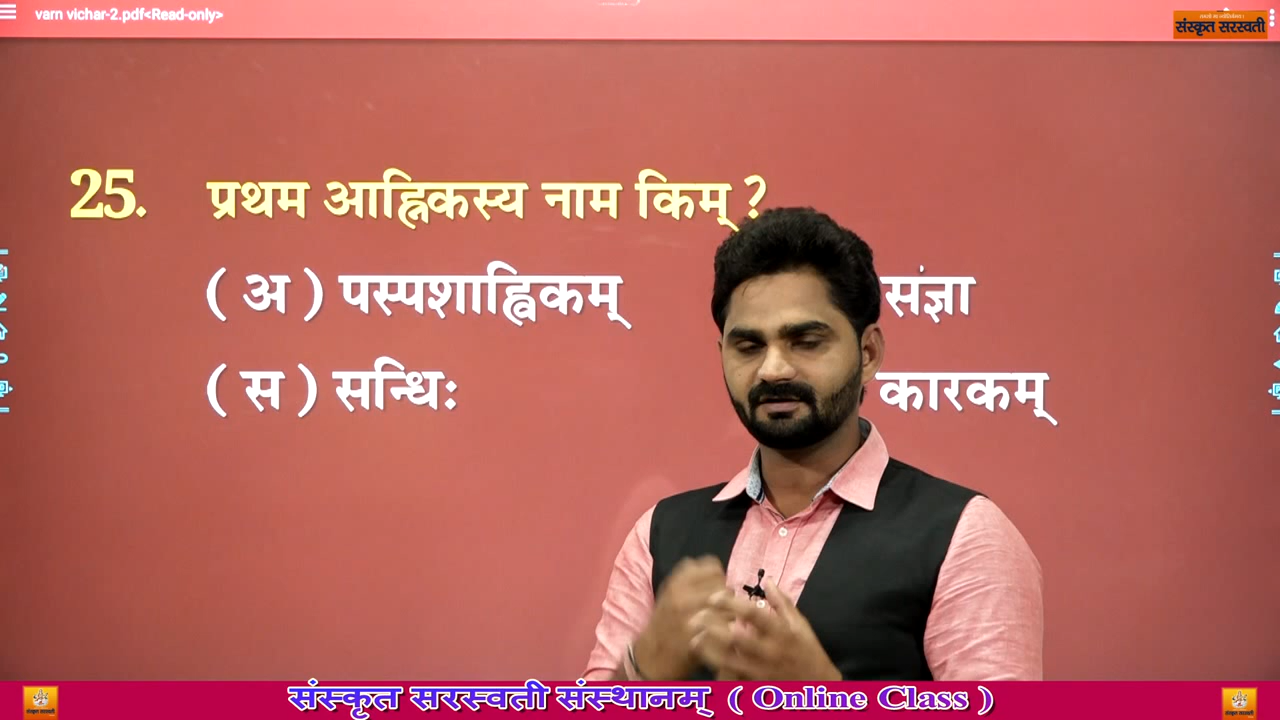 varn vichar-2.pdf<Read-only>
संस्कृत सरस्वती
25. प्रथम आह्निकस्य नाम किम् ?
( अ ) पस्पशाह्विकम् संज्ञा
( स ) सन्धिः कारकम्
संस्कृत सरस्वती संस्थानम् ( Online Class )